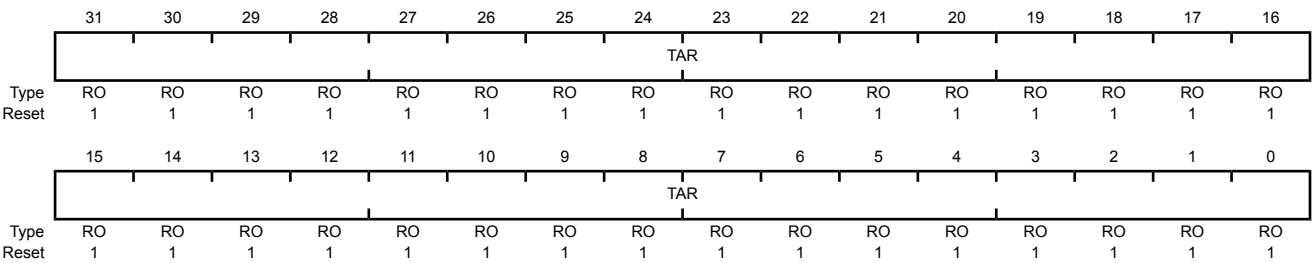 31 30 29 28 27 26 25 24 23 22 21 20 19 18 17 16
TAR
Type RO RO RO RO RO RO RO RO RO RO RO RO RO RO RO RO
Reset 1 1 1 1 1 1 1 1 1 1 1 1 1 1 1 1
15 14 13 12 11 10 9 8 7 6 5 4 3 2 1 0
TAR
Type RO RO RO RO RO RO RO RO RO RO RO RO RO RO RO RO
Reset 1 1 1 1 1 1 1 1 1 1 1 1 1 1 1 1